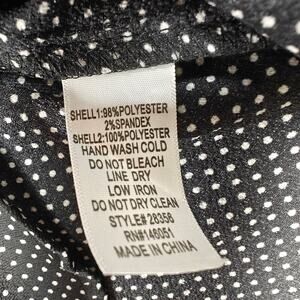 SHELL1:98%POLYESTER
2%SPANDEX
SHELL2:100%POLYESTER
HAND WASH COLD
DO NOT BLEACH
LINE DRY
LOW IRON
DO NOT DRY CLEAN
STYLE# 28356
RN#146051
MADE IN CHINA